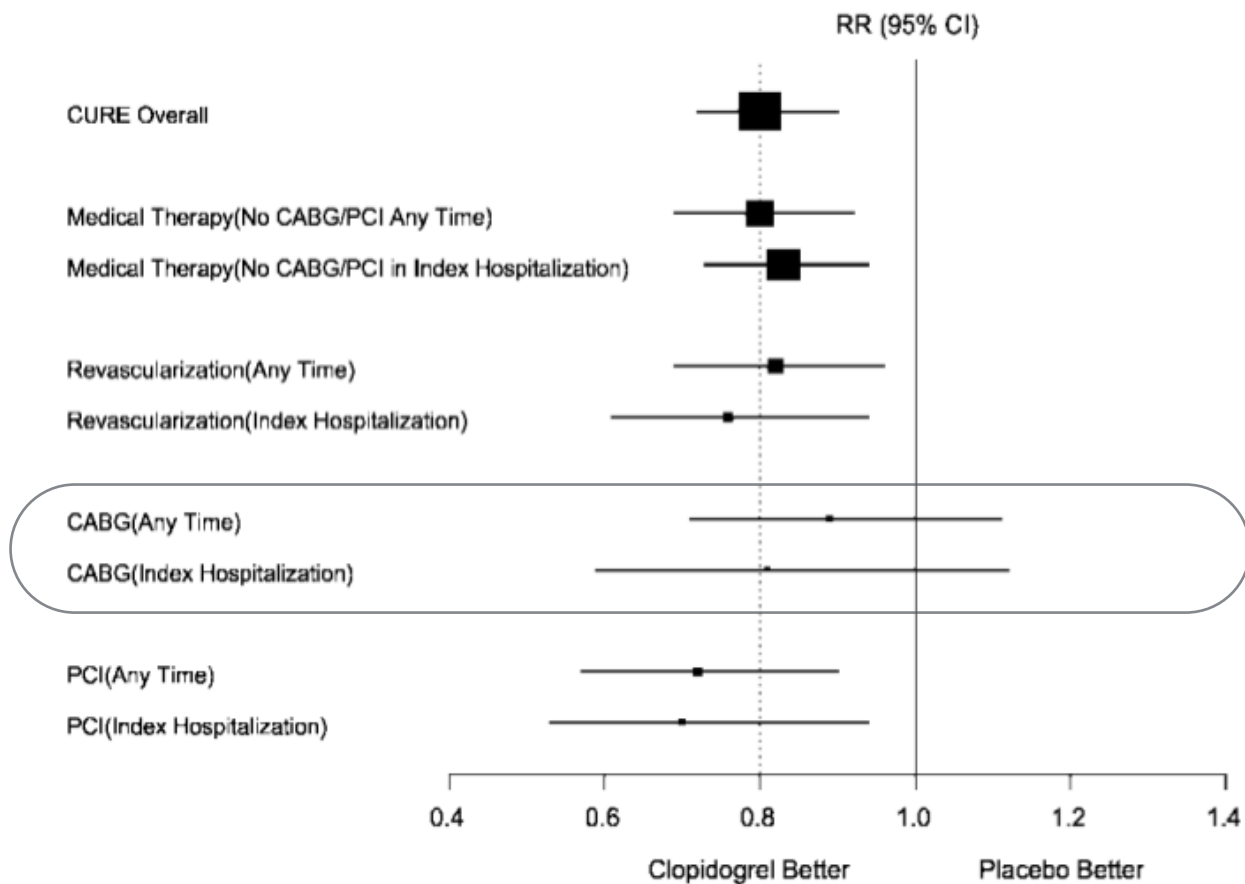 RR (95% CI)
CURE Overall
Medical Therapy(No CABG/PCI Any Time)
Medical Therapy(No CABG/PCI in Index Hospitalization)
Revascularization(Any Time)
Revascularization(Index Hospitalization)
CABG(Any Time)
CABG(Index Hospitalization)
PCI(Any Time)
PCI(Index Hospitalization)
0.4 0.6 0.8 1.0 1.2 1.4
Clopidogrel Better Placebo Better